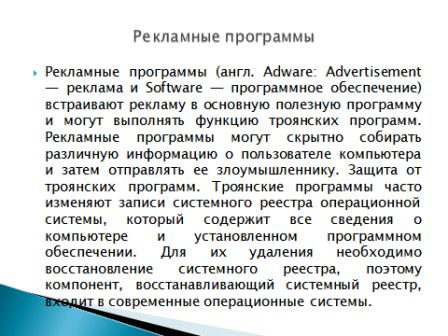 Рекламные программы
Рекламные программы (англ. Adware: Advertisement
— реклама и Software — программное обеспечение)
встраивают рекламу в основную полезную программу
и могут выполнять функцию троянских программ.
Рекламные программы могут скрытно собирать
различную информацию о пользователе компьютера
и затем отправлять ее злоумышленнику. Защита от
троянских программ. Троянские программы часто
изменяют записи системного реестра операционной
системы, который содержит все сведения о
компьютере и установленном программном
обеспечении. Для их удаления необходимо
восстановление системного реестра, поэтому
компонент, восстанавливающий системный реестр,
входит в современные операционные системы.